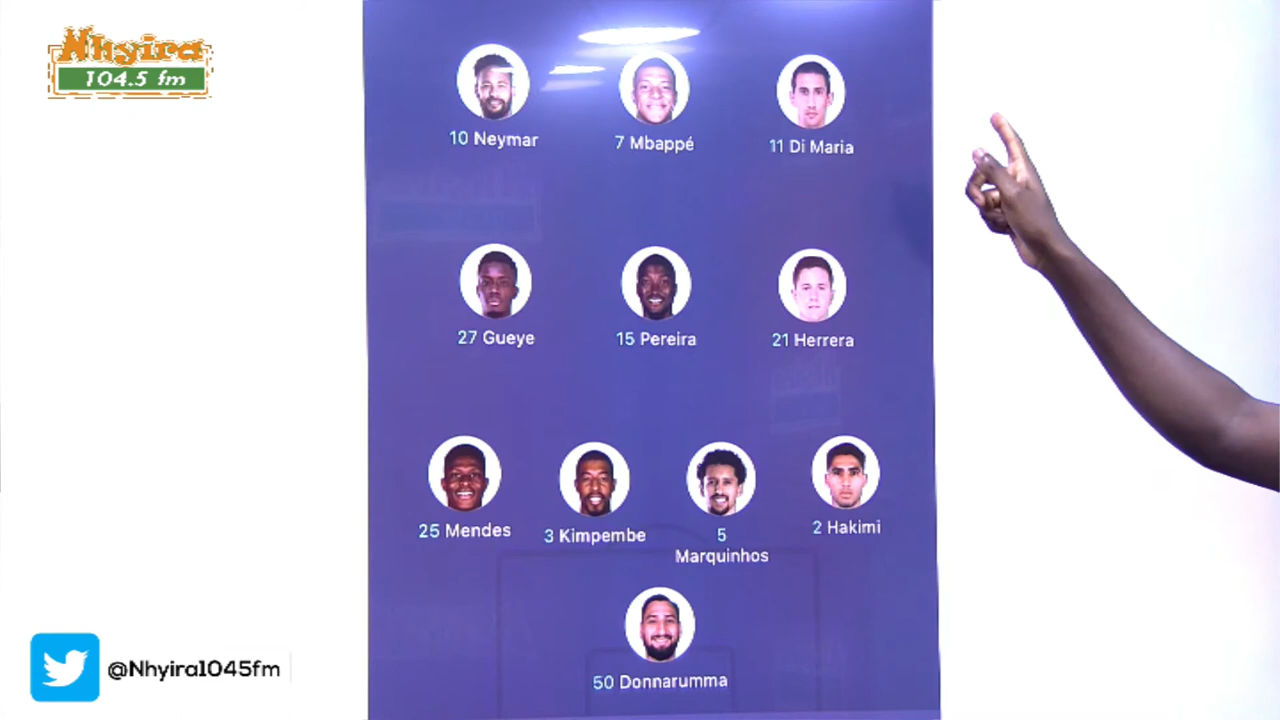 Nhyira
104.5 fm
10 Neymar
7 Mbappé
11 Di Maria
27 Gueye
15 Pereira
21 Herrera
25 Mendes
3 Kimpembe
5
Marquinhos
2 Hakimi
50 Donnarumma
@Nhyira1045fm